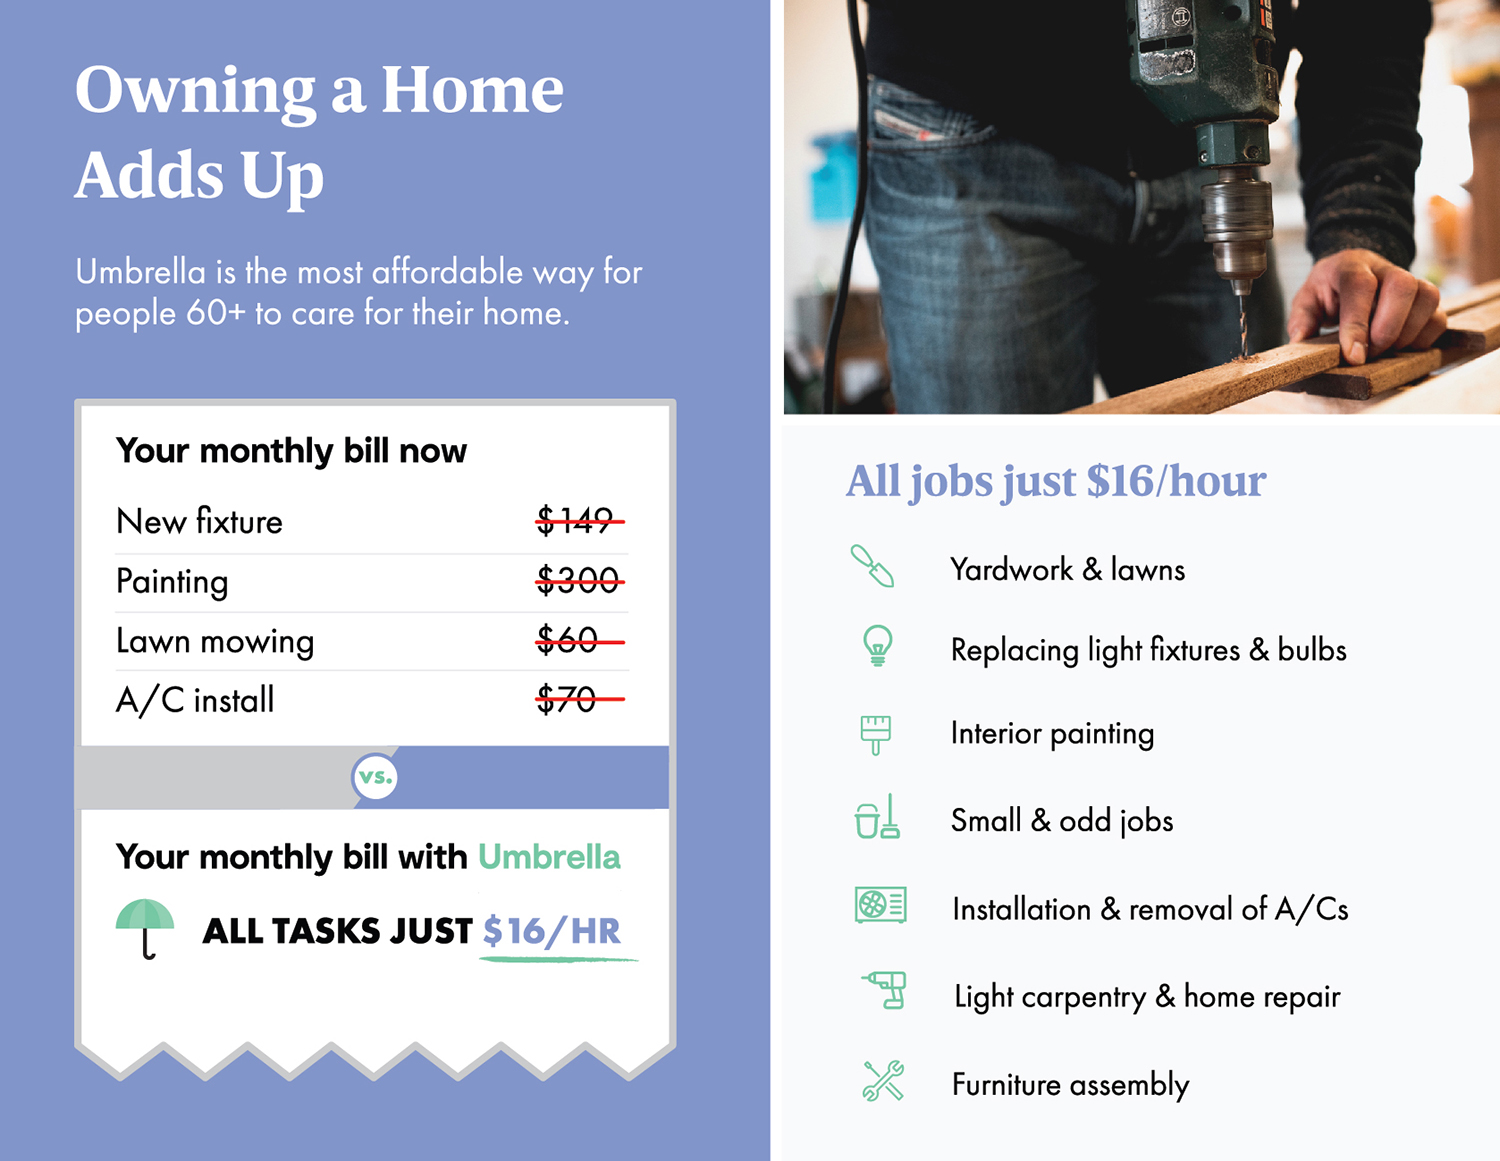 Owning a Home
Adds Up
Umbrella is the most affordable way for
people 60+ to care for their home.
Your monthly bill now
New fixture $149
Painting $300
Lawn mowing $60
A/C install $70
vs.
Your monthly bill with Umbrella
ALL TASKS JUST $16/HR
All jobs just $16/hour
Yardwork & lawns
Replacing light fixtures & bulbs
Interior painting
Small & odd jobs
Installation & removal of A/Cs
Light carpentry & home repair
Furniture assembly